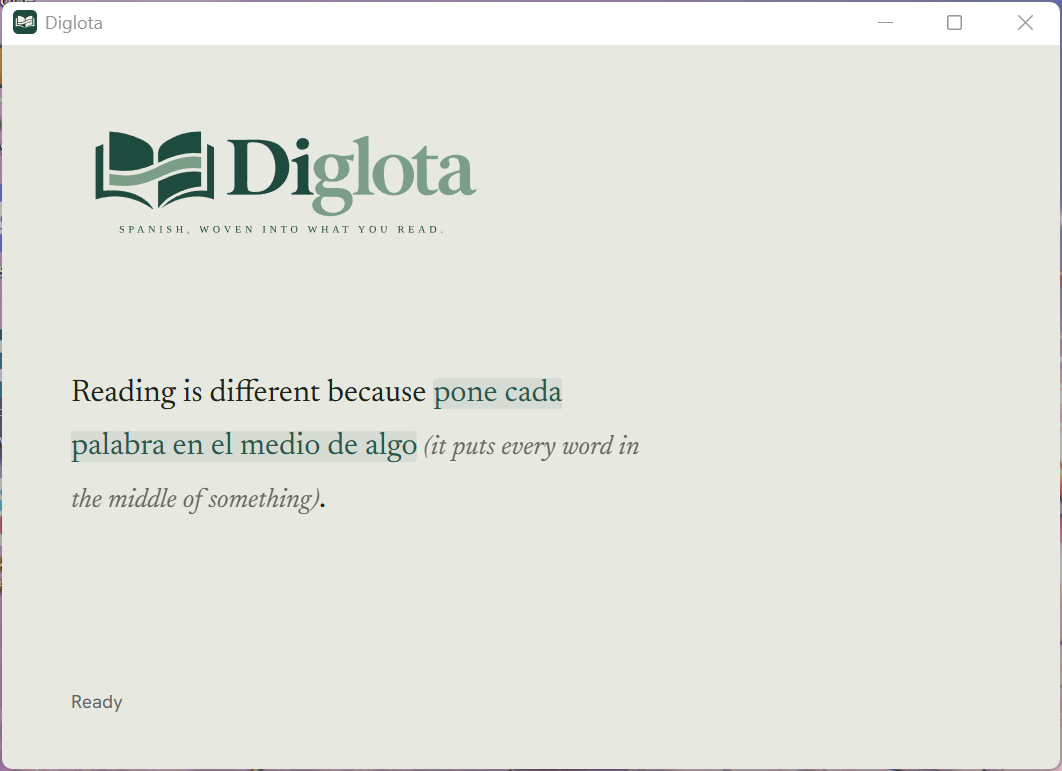 Diglota
Diglota
SPANISH, WOVEN INTO WHAT YOU READ.
Reading is different because pone cada
palabra en el medio de algo (it puts every word in
the middle of something).
Ready